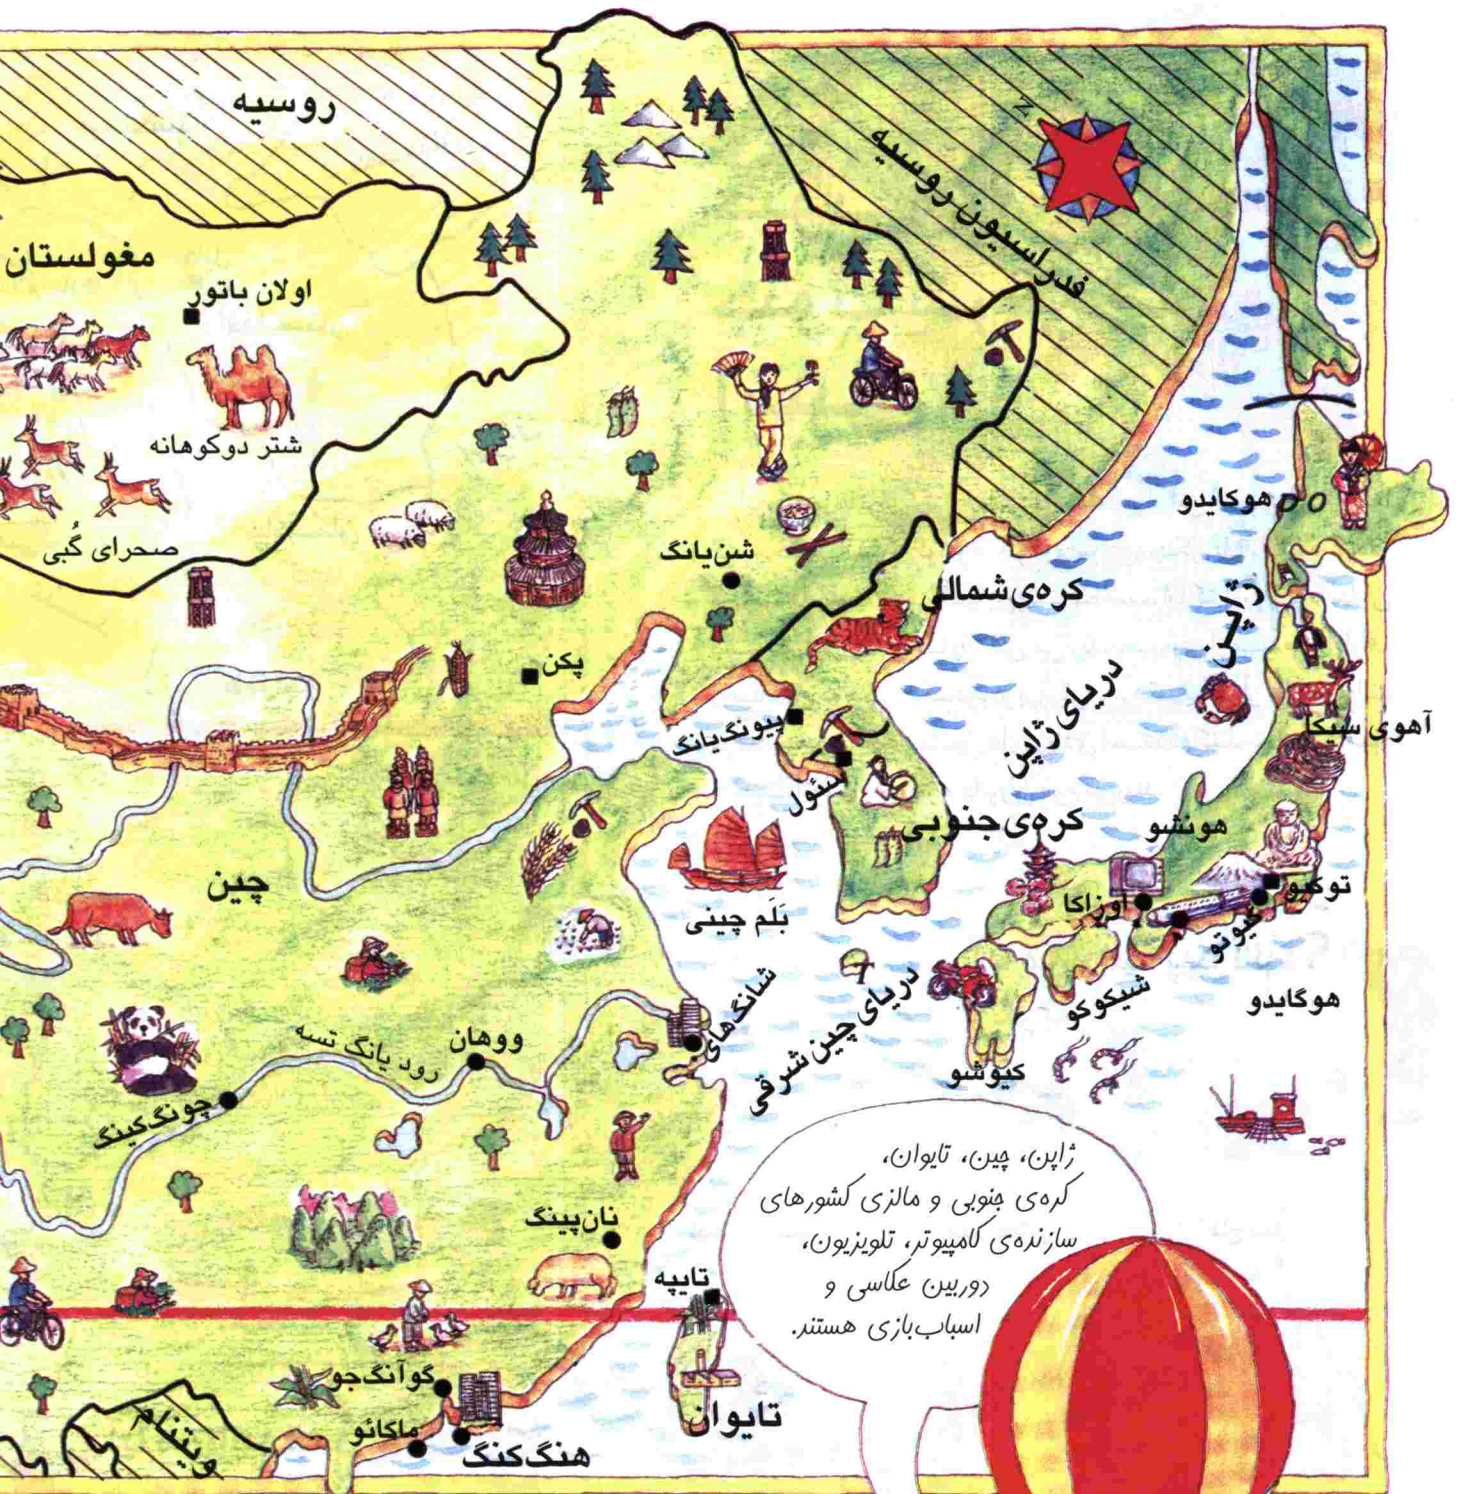 روسیه
N
فدراسیون روسیه
مغولستان
اولان باتور
شتر دوکوهانه
صحرای گُبی
هوکایدو
شن‌یانگ
کره‌ی شمالی
ژاپن
پکن
دریای ژاپن
پیونگ‌یانگ
آهوی سیکا
سئول
کره‌ی جنوبی
هونشو
چین
توکیو
اوزاکا
کیوتو
بَلَم چینی
شیکوکو
هوگایدو
شانگ‌های
دریای چین شرقی
ووهان
رود یانگ تسه
کیوشو
چونگ‌کینگ
ژاپن، چین، تایوان،
کره‌ی جنوبی و مالزی کشورهای
سازنده‌ی کامپیوتر، تلویزیون،
دوربین عکاسی و
اسباب‌بازی هستند.
نان‌پینگ
تایپه
گوآنگ‌جو
تایوان
ماکائو
هنگ‌کنگ
ویتنام